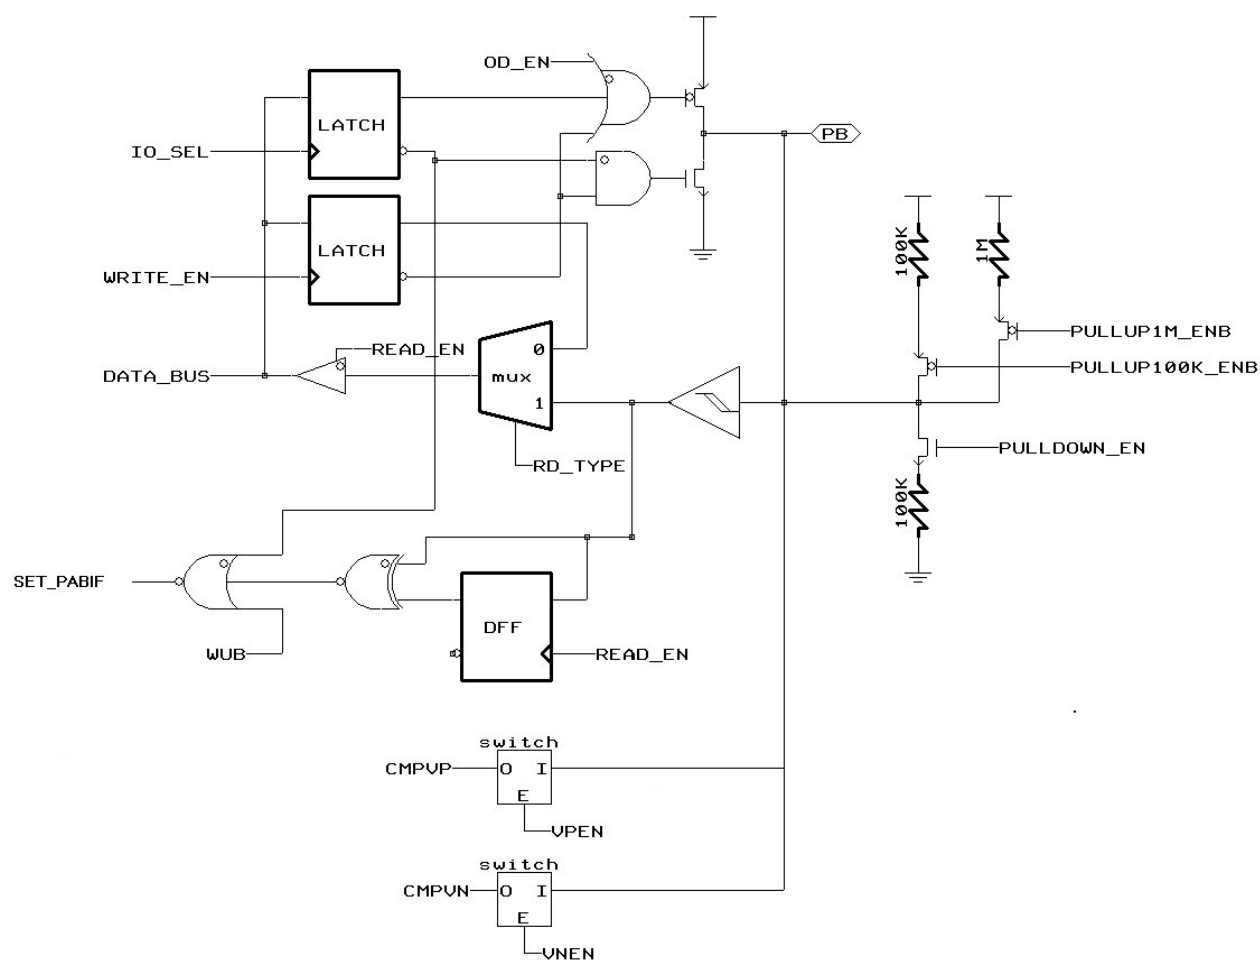 OD_EN
LATCH
PB
IO_SEL
100K
1M
LATCH
WRITE_EN
PULLUP1M_ENB
READ_EN
0
PULLUP100K_ENB
DATA_BUS
mux
1
PULLDOWN_EN
RD_TYPE
100K
SET_PABIF
DFF
WUB
READ_EN
switch
CMPVP
O I
E
VPEN
switch
CMPVN
O I
E
VNEN